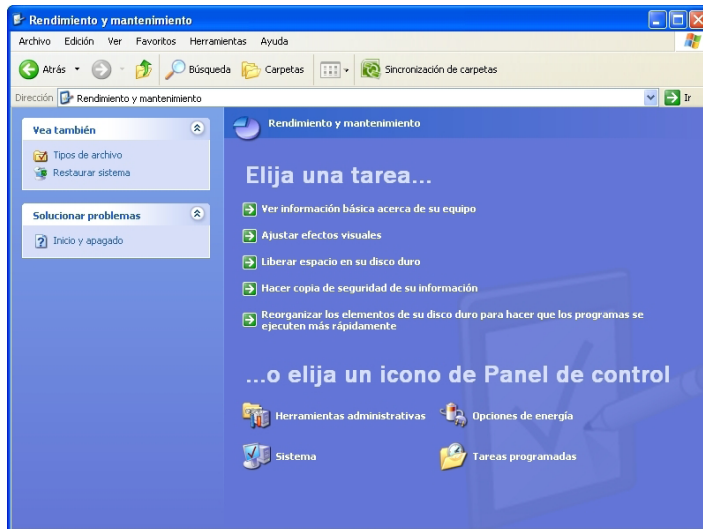 Rendimiento y mantenimiento
Archivo Edición Ver Favoritos Herramientas Ayuda
Atrás Búsqueda Carpetas Sincronización de carpetas
Dirección Rendimiento y mantenimiento Ir
Vea también
Tipos de archivo
Restaurar sistema
Solucionar problemas
Inicio y apagado
Rendimiento y mantenimiento
Elija una tarea...
Ver información básica acerca de su equipo
Ajustar efectos visuales
Liberar espacio en su disco duro
Hacer copia de seguridad de su información
Reorganizar los elementos de su disco duro para hacer que los programas se
ejecuten más rápidamente
...o elija un icono de Panel de control
Herramientas administrativas Opciones de energía
Sistema Tareas programadas